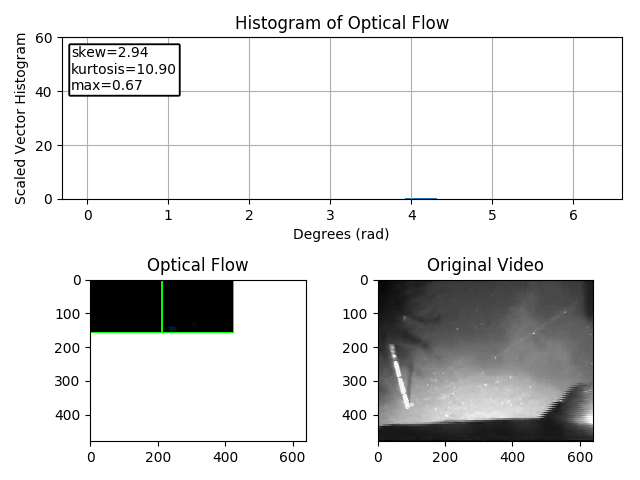 Histogram of Optical Flow
Scaled Vector Histogram
60
40
20
0
skew=2.94
kurtosis=10.90
max=0.67
0 1 2 3 4 5 6
Degrees (rad)
Optical Flow
0
100
200
300
400
0 200 400 600
Original Video
0
100
200
300
400
0 200 400 600